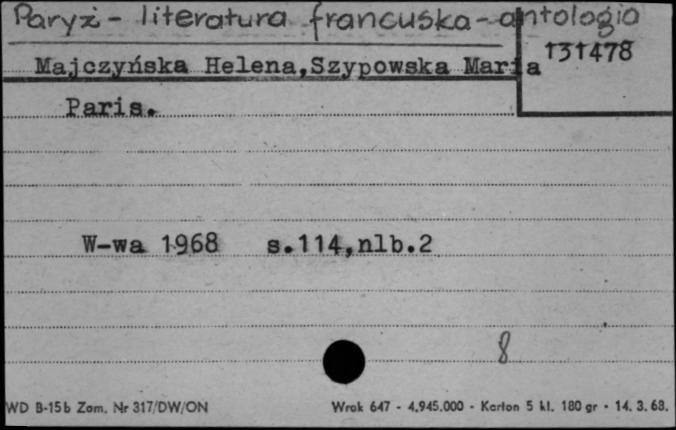 Paryż - literatura francuska - antologia
131478
Majczyńska Helena,Szypowska Maria
Paris.
W-wa 1968 s.114,nlb.2
8
WD B-15b Zam. Nr 317/DW/ON Wrok 647 - 4.945.000 - Karton 5 kl. 180 gr - 14. 3. 68.